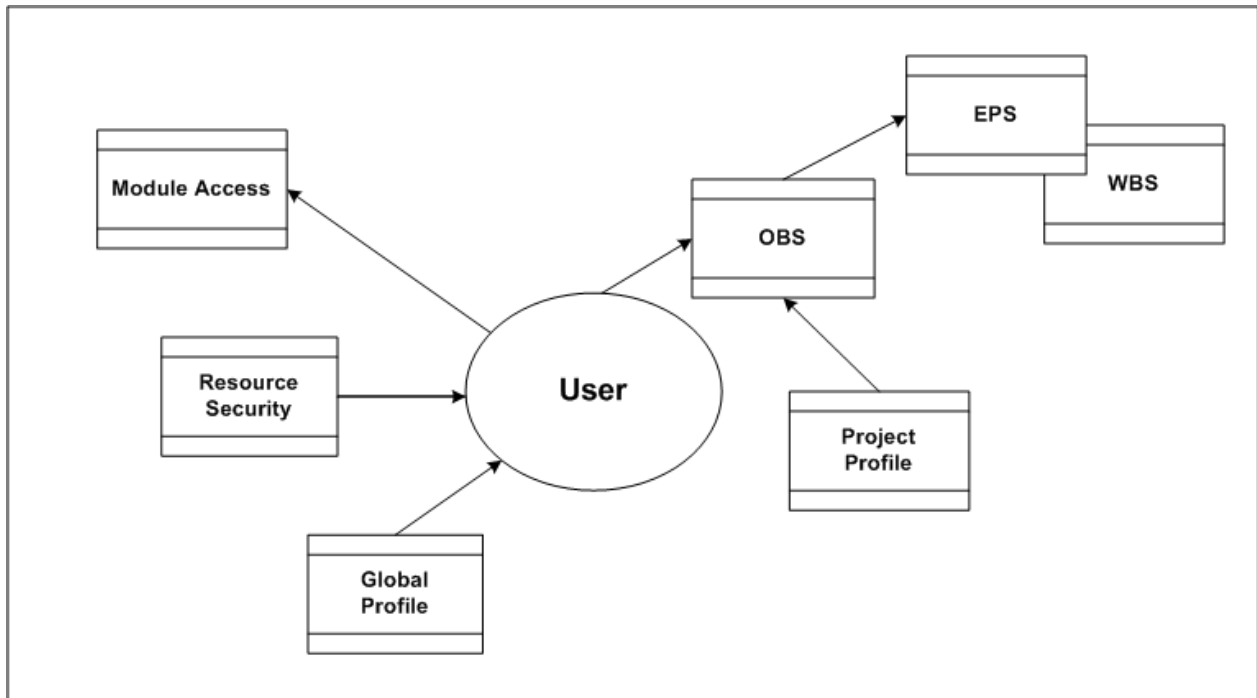 EPS
WBS
Module Access
OBS
User
Resource
Security
Project
Profile
Global
Profile